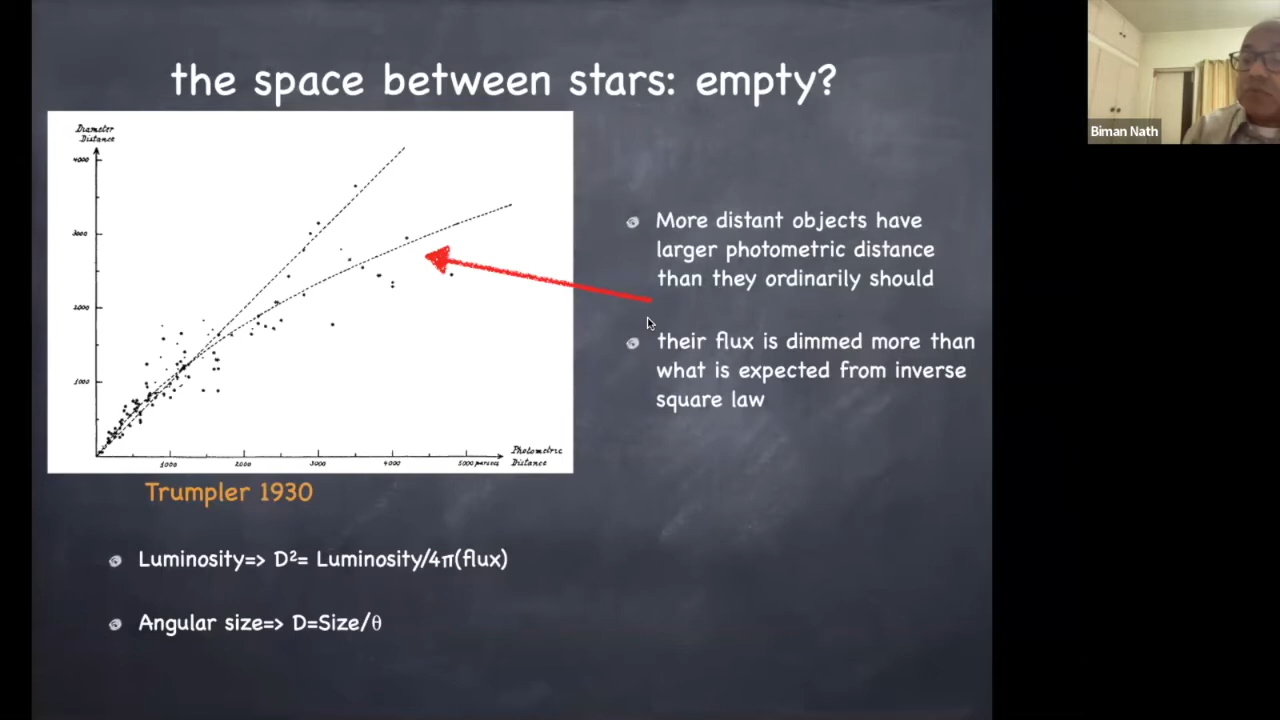 the space between stars: empty?
Diameter
Distance
4000
3000
2000
1000
1000
2000
3000
4000
5000 parsecs
Photometric
Distance
Trumpler 1930
Luminosity=> D²= Luminosity/4π(flux)
Angular size=> D=Size/θ
More distant objects have
larger photometric distance
than they ordinarily should
their flux is dimmed more than
what is expected from inverse
square law
Biman Nath